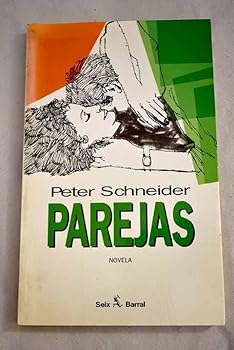 Peter Schneider
PAREJAS
NOVELA
Seix Barral